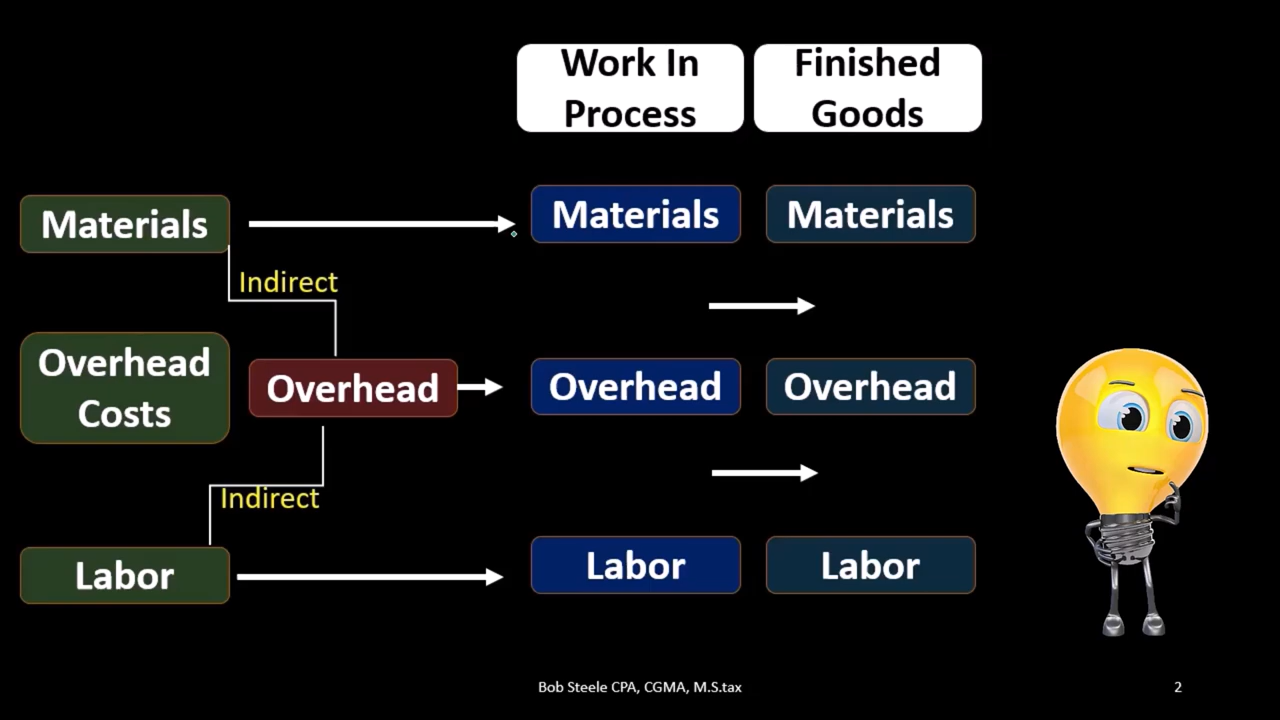 Work In
Process
Finished
Goods
Materials
Materials
Materials
Indirect
Overhead
Costs
Overhead
Overhead
Overhead
Indirect
Labor
Labor
Labor
Bob Steele CPA, CGMA, M.S.tax
2